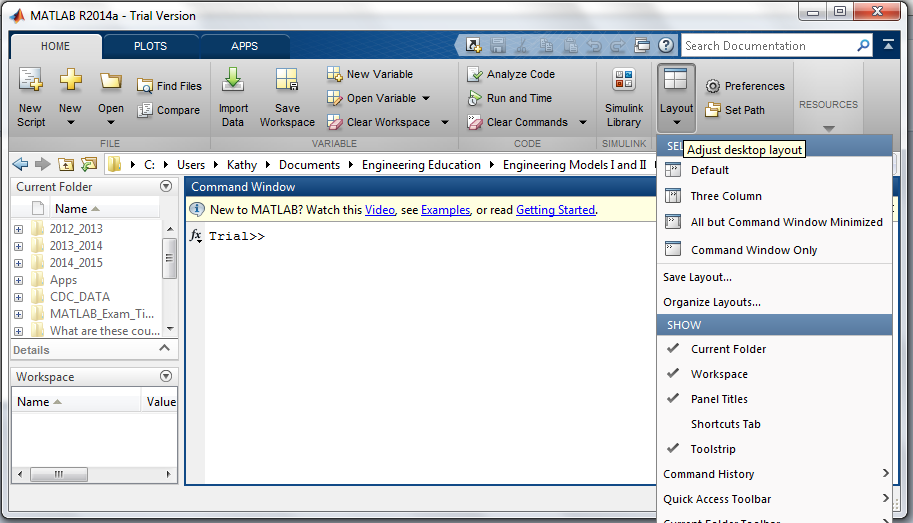 MATLAB R2014a - Trial Version
HOME PLOTS APPS
Search Documentation
New Script
New
Open
Find Files
Compare
FILE
Import Data
Save Workspace
New Variable
Open Variable
Clear Workspace
VARIABLE
Analyze Code
Run and Time
Clear Commands
CODE
Simulink Library
SIMULINK
Layout
Preferences
Set Path
RESOURCES
C: Users Kathy Documents Engineering Education Engineering Models I and II
Current Folder
Name
2012_2013
2013_2014
2014_2015
Apps
CDC_DATA
MATLAB_Exam_Ti...
What are these cou...
Details
Workspace
Name Value
Command Window
New to MATLAB? Watch this Video, see Examples, or read Getting Started.
fx Trial>>
Adjust desktop layout
Default
Three Column
All but Command Window Minimized
Command Window Only
Save Layout...
Organize Layouts...
SHOW
Current Folder
Workspace
Panel Titles
Shortcuts Tab
Toolstrip
Command History
Quick Access Toolbar
Current Folder Toolbar